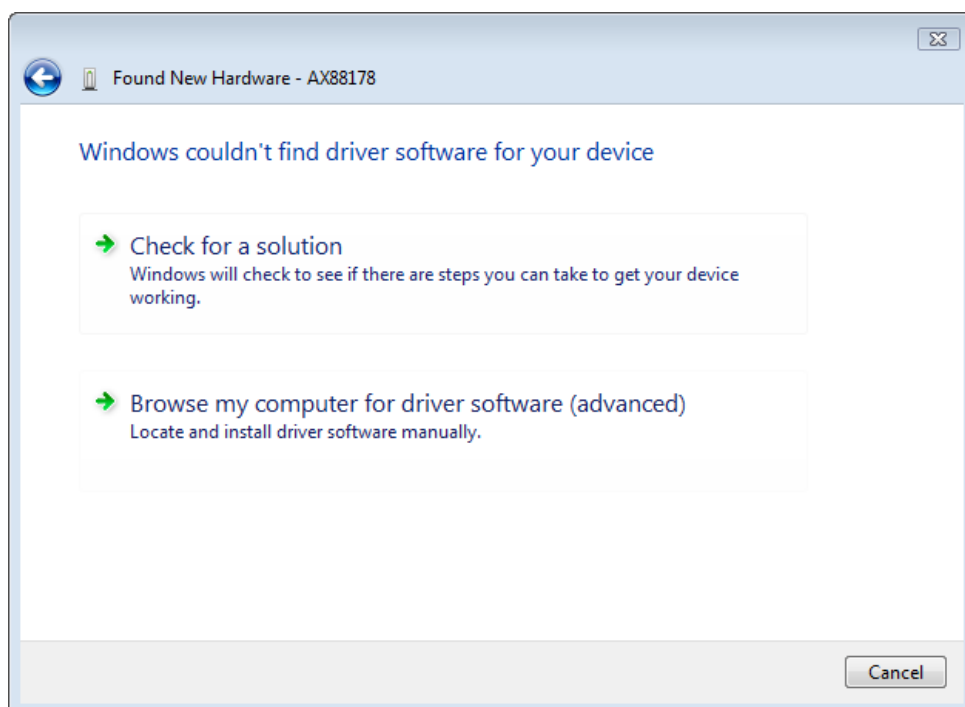 Found New Hardware - AX88178
Windows couldn't find driver software for your device
Check for a solution
Windows will check to see if there are steps you can take to get your device
working.
Browse my computer for driver software (advanced)
Locate and install driver software manually.
Cancel